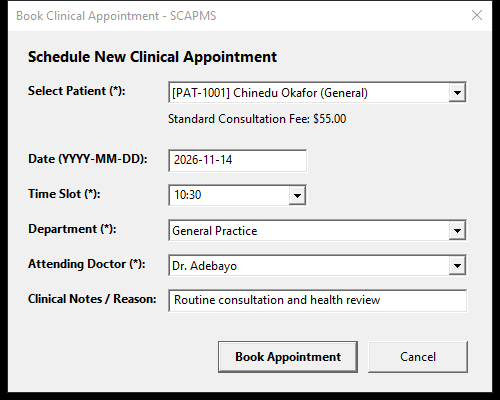 Book Clinical Appointment - SCAPMS
Schedule New Clinical Appointment
Select Patient (*): [PAT-1001] Chinedu Okafor (General)
Standard Consultation Fee: $55.00
Date (YYYY-MM-DD): 2026-11-14
Time Slot (*): 10:30
Department (*): General Practice
Attending Doctor (*): Dr. Adebayo
Clinical Notes / Reason: Routine consultation and health review
Book Appointment Cancel